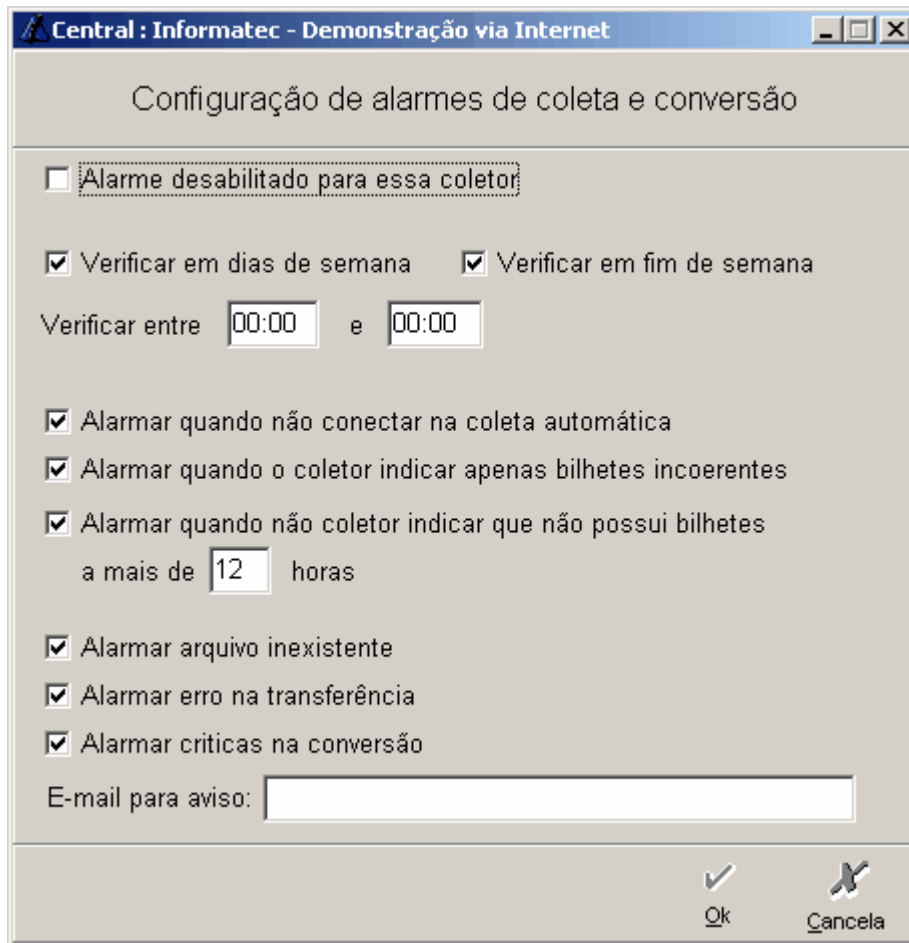 Central : Informatec - Demonstração via Internet
Configuração de alarmes de coleta e conversão
Alarme desabilitado para essa coletor
Verificar em dias de semana Verificar em fim de semana
Verificar entre 00:00 e 00:00
Alarmar quando não conectar na coleta automática
Alarmar quando o coletor indicar apenas bilhetes incoerentes
Alarmar quando não coletor indicar que não possui bilhetes
a mais de 12 horas
Alarmar arquivo inexistente
Alarmar erro na transferência
Alarmar criticas na conversão
E-mail para aviso:
Ok Cancela